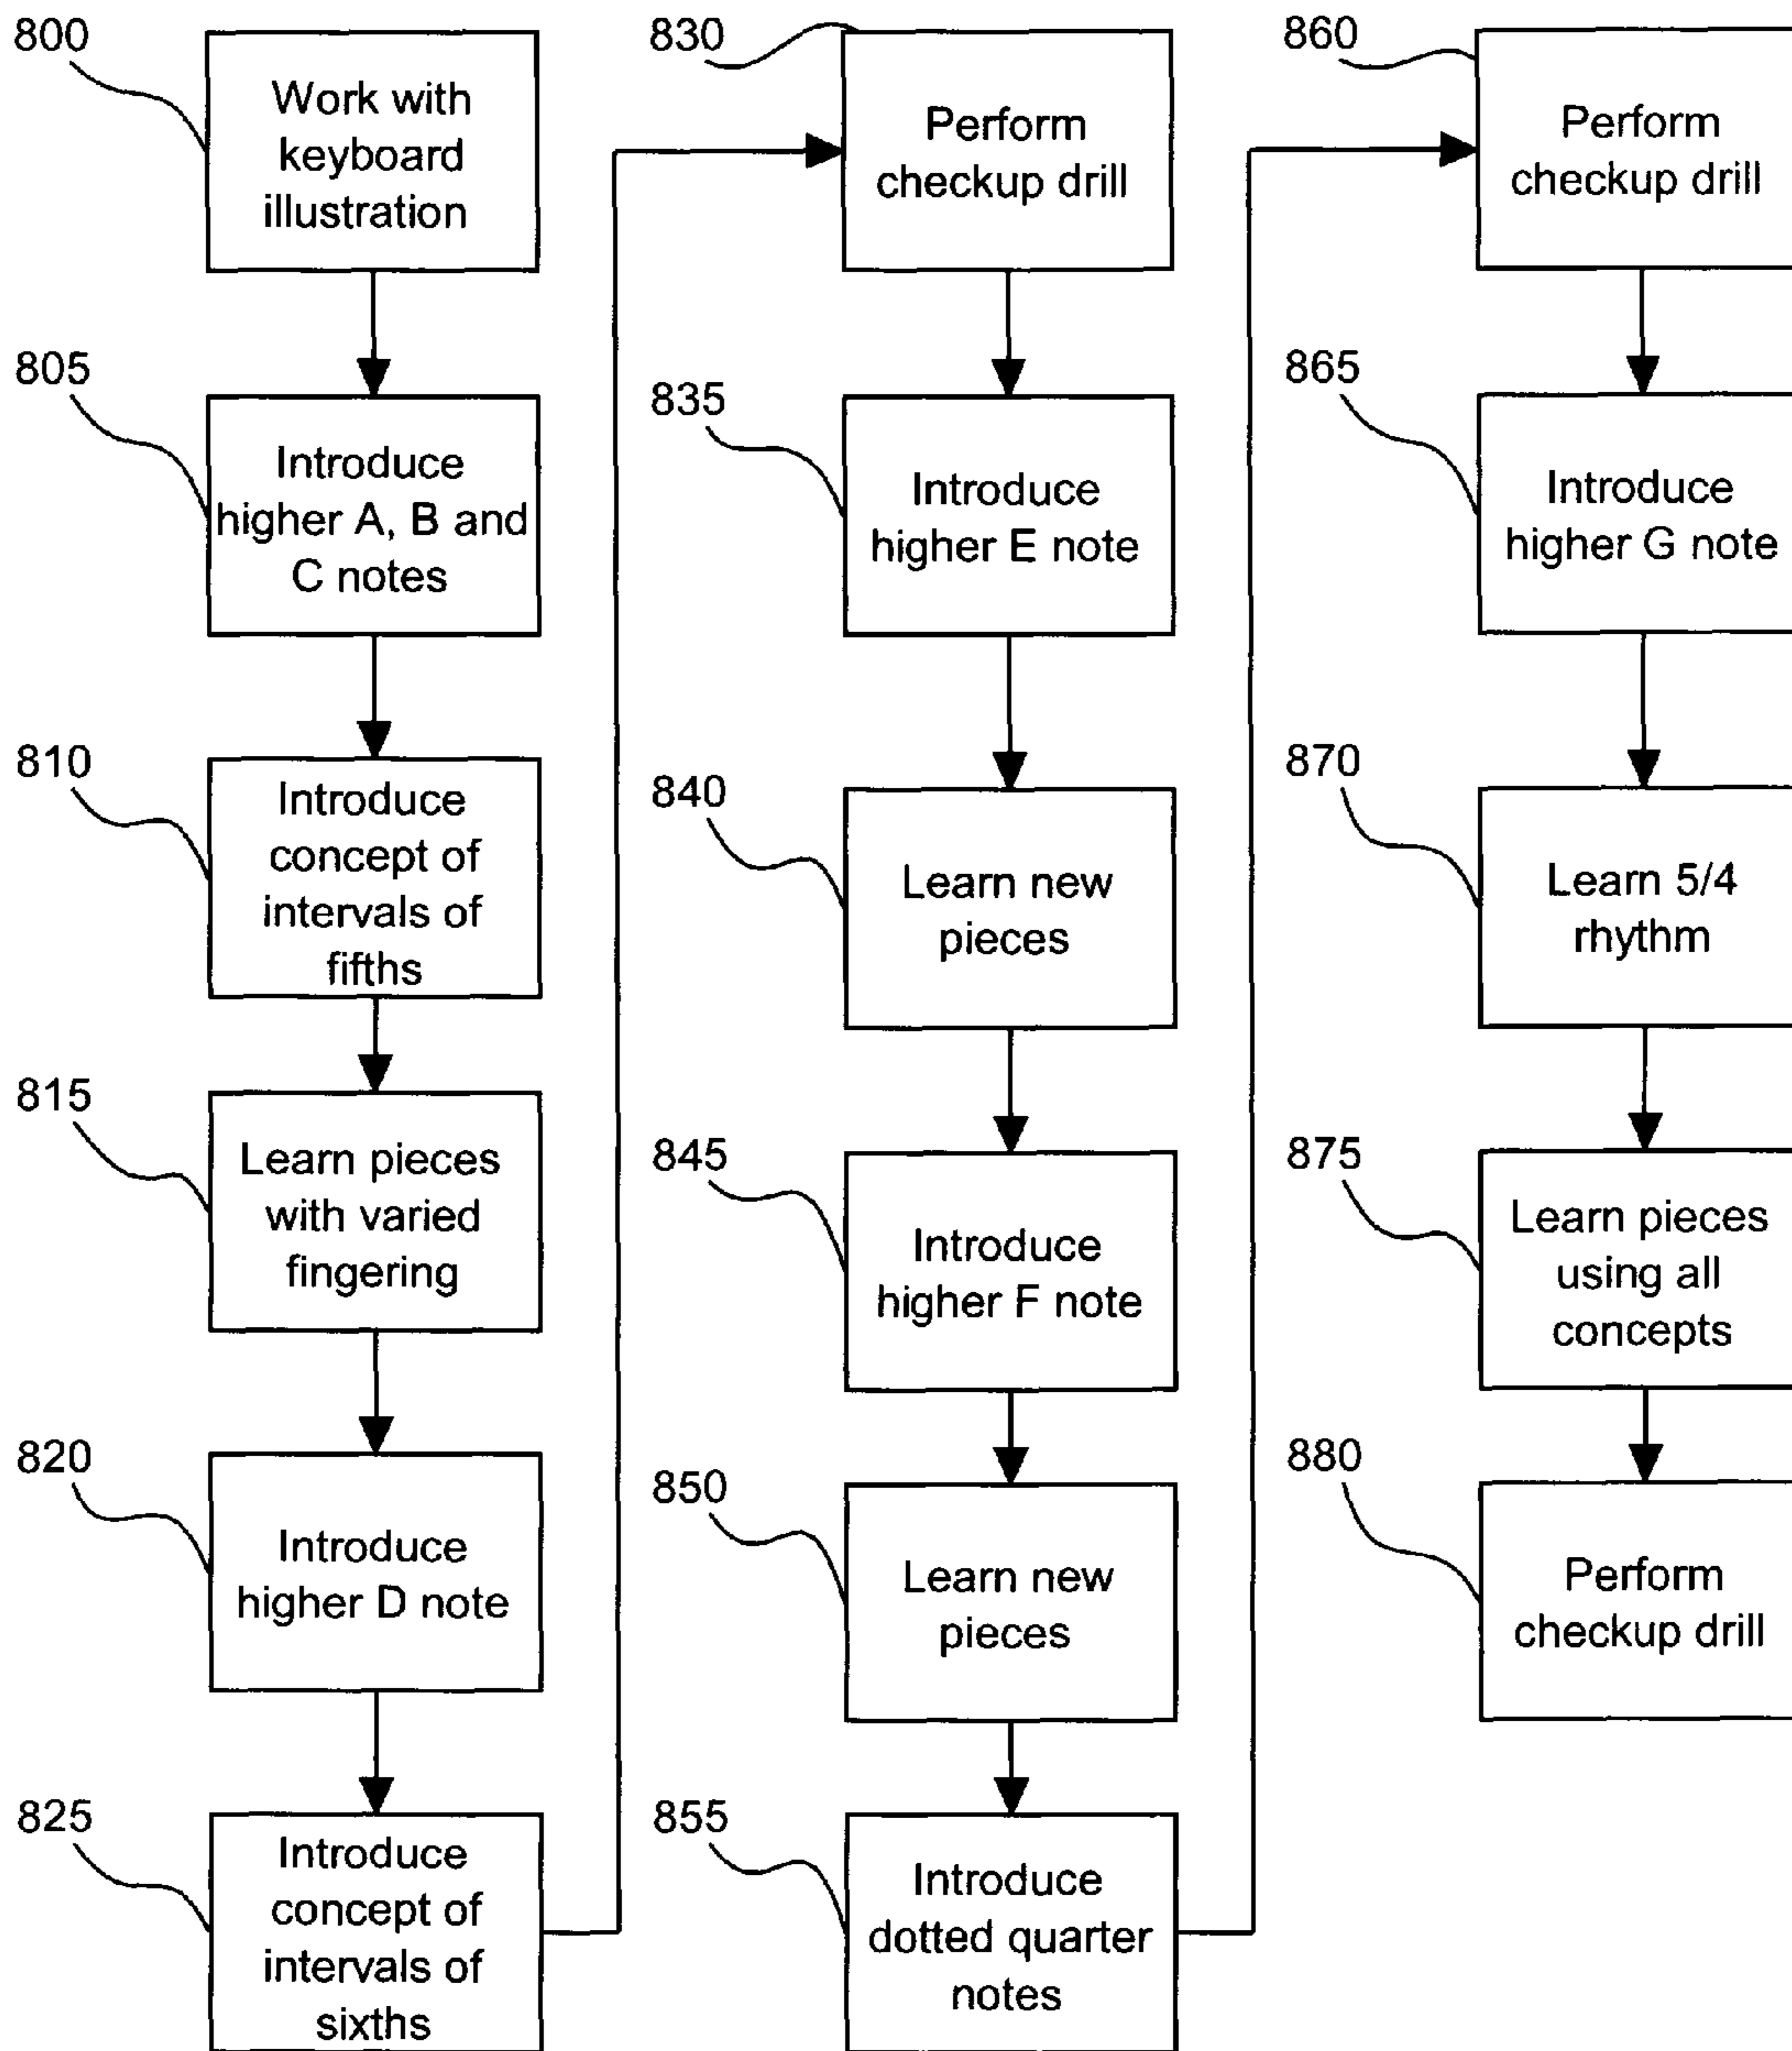 800
Work with
keyboard
illustration
805
Introduce
higher A, B and
C notes
810
Introduce
concept of
intervals of
fifths
815
Learn pieces
with varied
fingering
820
Introduce
higher D note
825
Introduce
concept of
intervals of
sixths
830
Perform
checkup drill
835
Introduce
higher E note
840
Learn new
pieces
845
Introduce
higher F note
850
Learn new
pieces
855
Introduce
dotted quarter
notes
860
Perform
checkup drill
865
Introduce
higher G note
870
Learn 5/4
rhythm
875
Learn pieces
using all
concepts
880
Perform
checkup drill